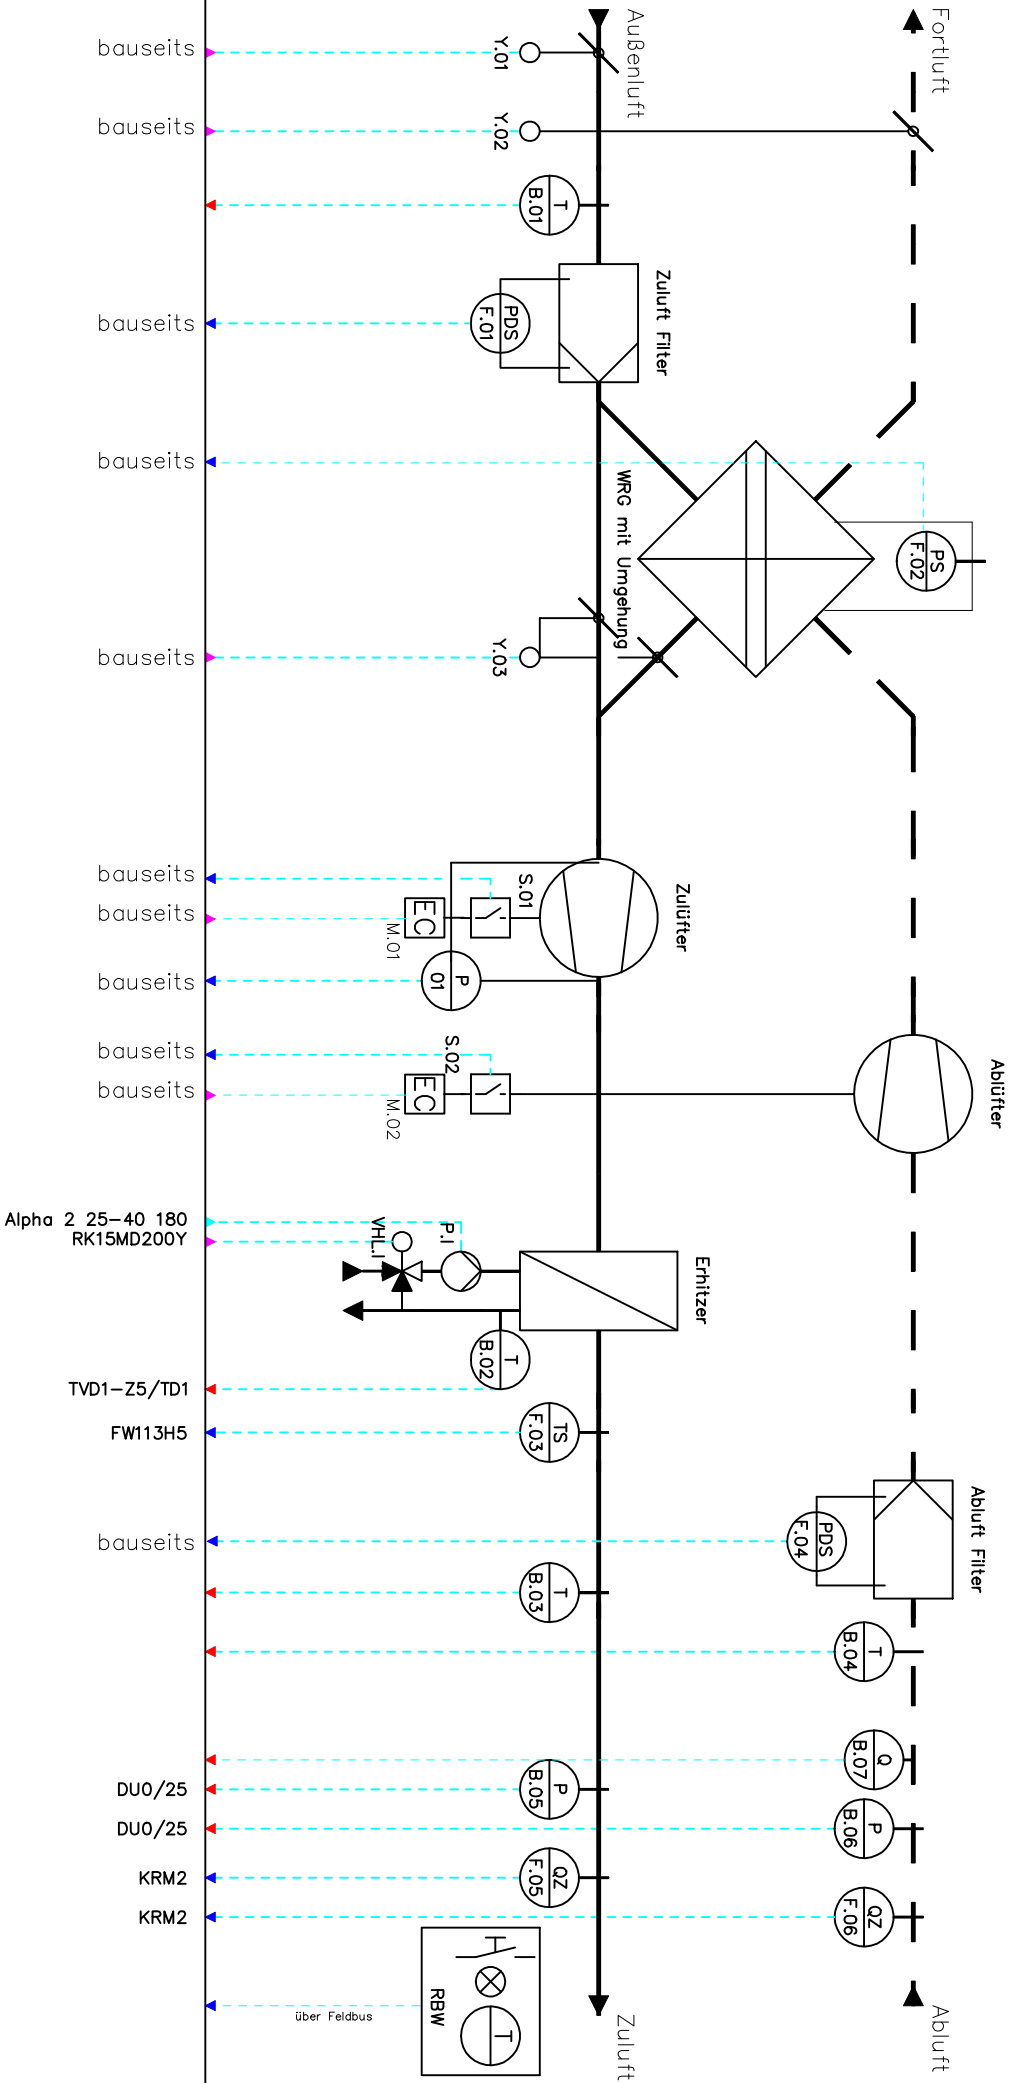 Außenluft
Fortluft
bauseits
Y.01
bauseits
Y.02
T
B.01
Zuluft Filter
bauseits
PDS
F.01
bauseits
WRG mit Umgehung
PS
F.02
bauseits
Y.03
Zulüfter
bauseits
S.01
bauseits
EC
M.01
bauseits
P
01
Ablüfter
bauseits
S.02
bauseits
EC
M.02
Alpha 2 25-40 180
RK15MD200Y
VHL.I
P.I
Erhitzer
T
B.02
TVD1-Z5/TD1
FW113H5
TS
F.03
Abluft Filter
bauseits
PDS
F.04
T
B.03
T
B.04
Q
B.07
DU0/25
P
B.05
DU0/25
P
B.06
KRM2
QZ
F.05
KRM2
QZ
F.06
RBW
T
über Feldbus
Zuluft
Abluft